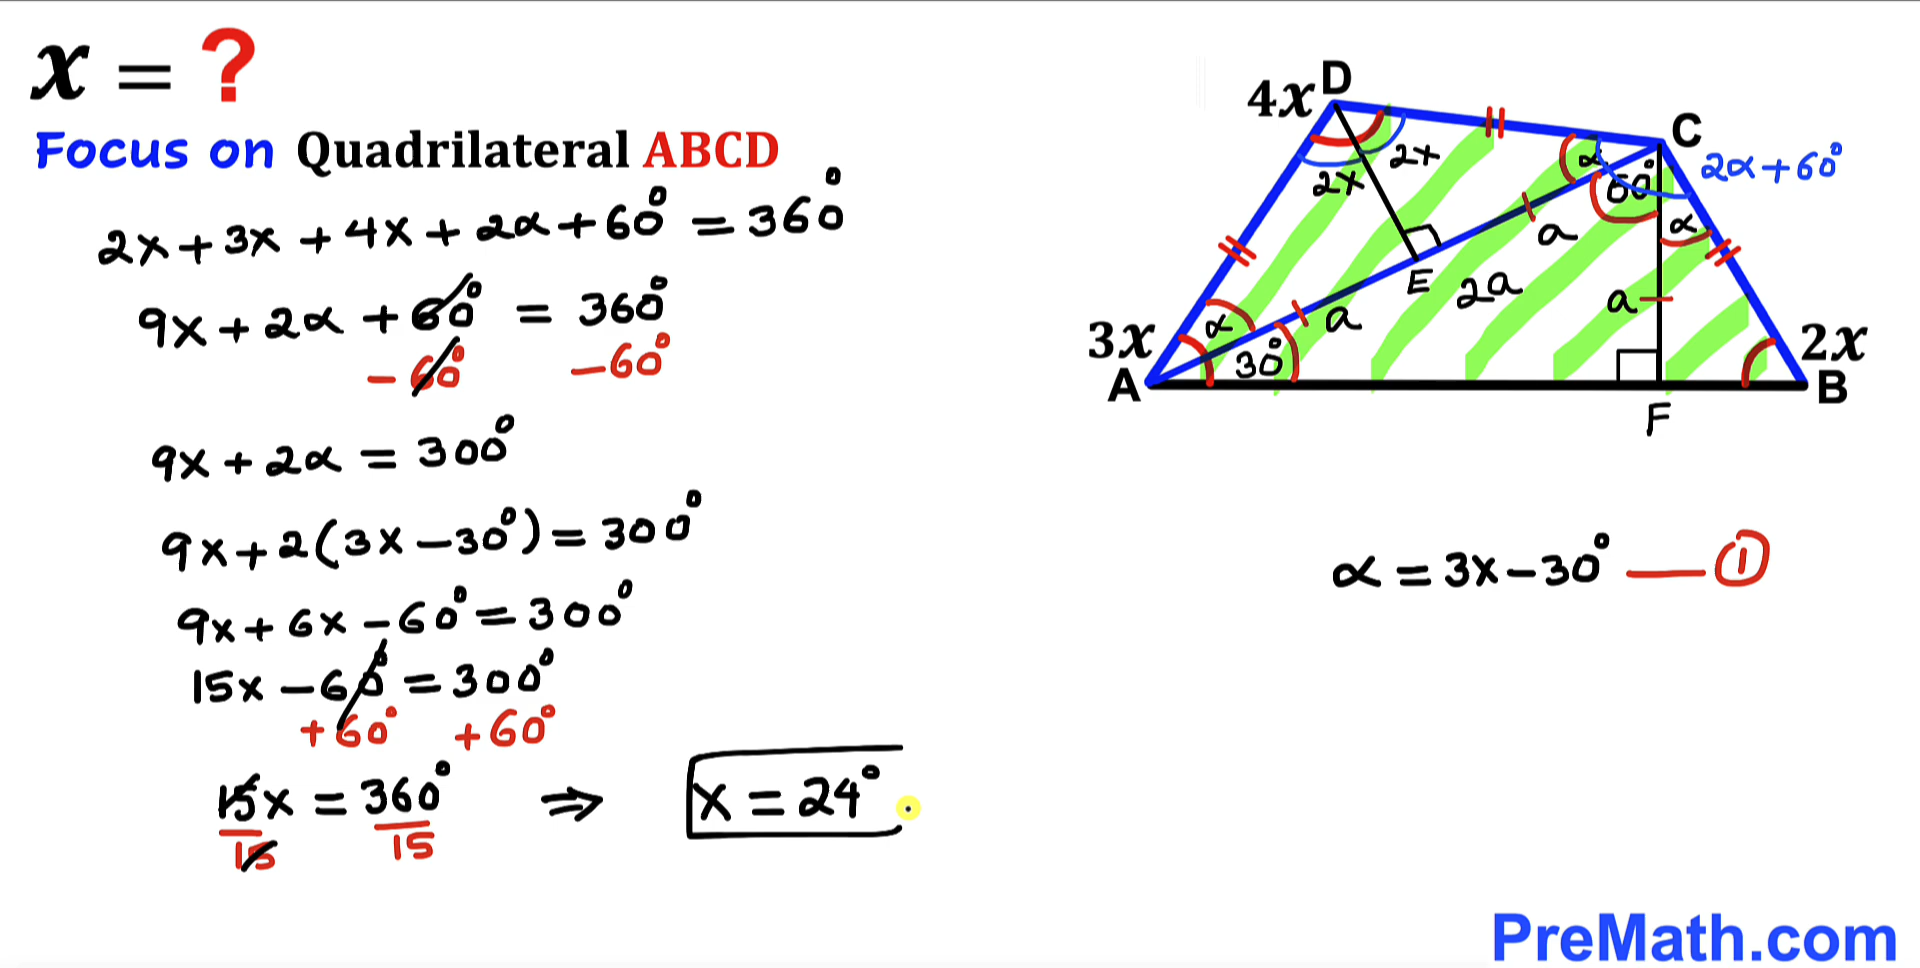 x = ?
Focus on Quadrilateral ABCD
2x + 3x + 4x + 2α + 60° = 360°
9x + 2α + 60° = 360°
- 60° - 60°
9x + 2α = 300°
9x + 2(3x - 30°) = 300°
9x + 6x - 60° = 300°
15x - 60° = 300°
+ 60° + 60°
15x = 360° ⇒ x = 24°.
15 15
4x D
C
2x 2x
α 60° 2α + 60°
α
a
E 2a
a
a
3x α
30°
2x
A
B
F
α = 3x - 30° — ①
PreMath.com